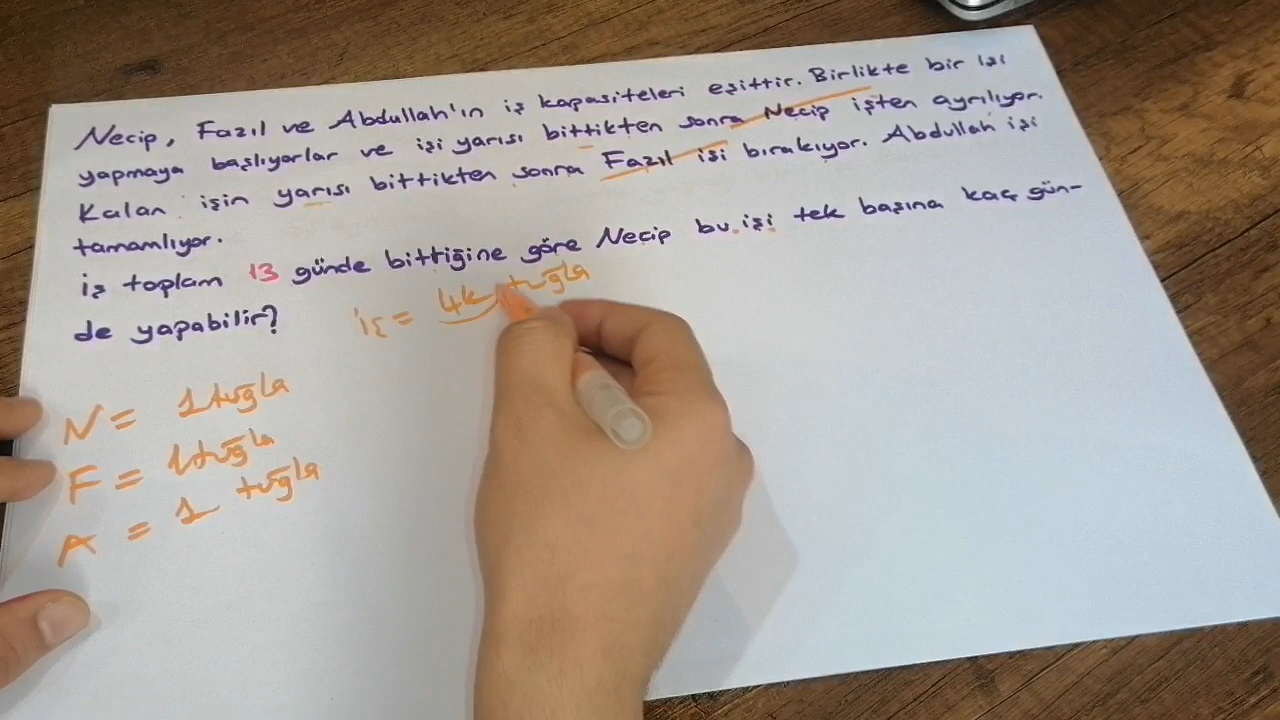 Necip, Fazıl ve Abdullah'ın iş kapasiteleri eşittir. Birlikte bir işi
yapmaya başlıyorlar ve işi yarısı bittikten sonra Necip işten ayrılıyor.
Kalan işin yarısı bittikten sonra Fazıl işi bırakıyor. Abdullah işi
tamamlıyor.
İş toplam 13 günde bittiğine göre Necip bu işi tek başına kaç gün-
de yapabilir?
iş = 4k tuğla
N = 1 tuğla
F = 1 tuğla
A = 1 tuğla